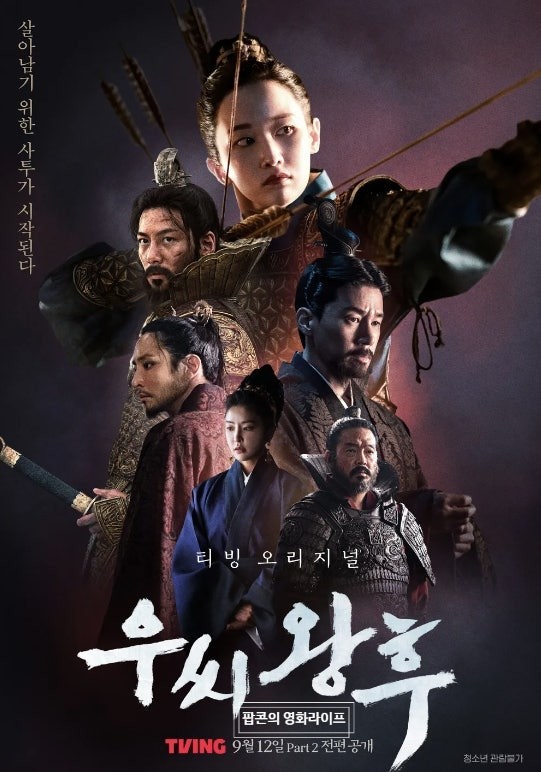 살아남기 위한 사투가 시작된다
티빙 오리지널
우씨왕후
팝콘의 영화라이프
TVING 9월 12일 Part 2 전편 공개
청소년 관람불가